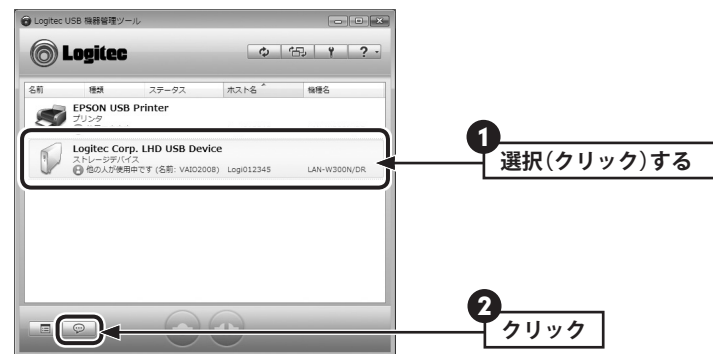 Logitec USB 機器管理ツール
Logitec
名前 種類 ステータス ホスト名 機種名
EPSON USB Printer
プリンタ
Logitec Corp. LHD USB Device
ストレージデバイス
他の人が使用中です (名前: VAIO2008) Logi012345 LAN-W300N/DR
1
選択(クリック)する
2
クリック